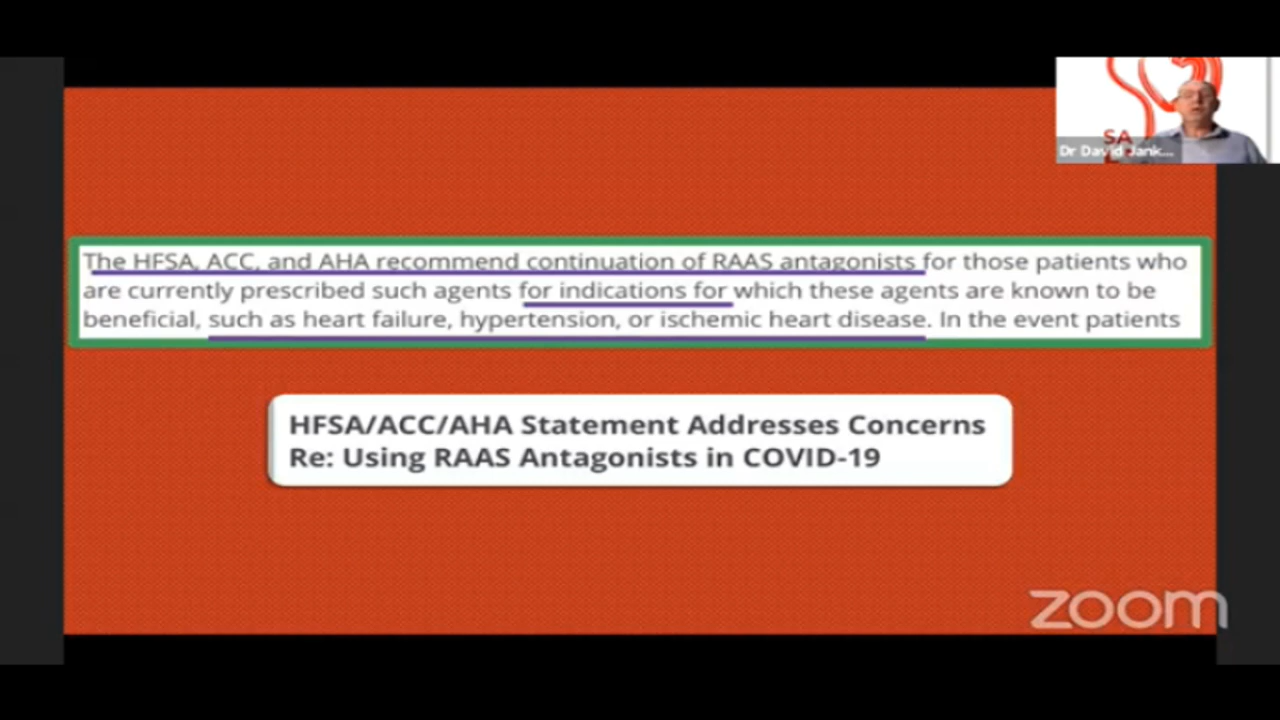 SA
Dr David Jank...
The HFSA, ACC, and AHA recommend continuation of RAAS antagonists for those patients who
are currently prescribed such agents for indications for which these agents are known to be
beneficial, such as heart failure, hypertension, or ischemic heart disease. In the event patients
HFSA/ACC/AHA Statement Addresses Concerns
Re: Using RAAS Antagonists in COVID-19
zoom